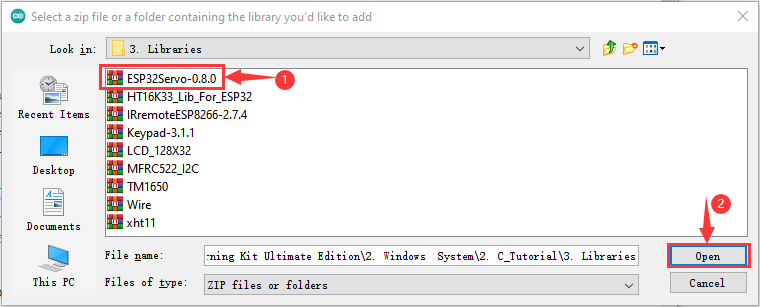 Select a zip file or a folder containing the library you'd like to add
Look in: 3. Libraries
ESP32Servo-0.8.0
1
HT16K33_Lib_For_ESP32
IRremoteESP8266-2.7.4
Keypad-3.1.1
LCD_128X32
MFRC522_I2C
TM1650
Wire
xht11
Recent Items
Desktop
Documents
This PC
2
File name: rning Kit Ultimate Edition\2. Windows System\2. C_Tutorial\3. Libraries
Open
Files of type: ZIP files or folders
Cancel